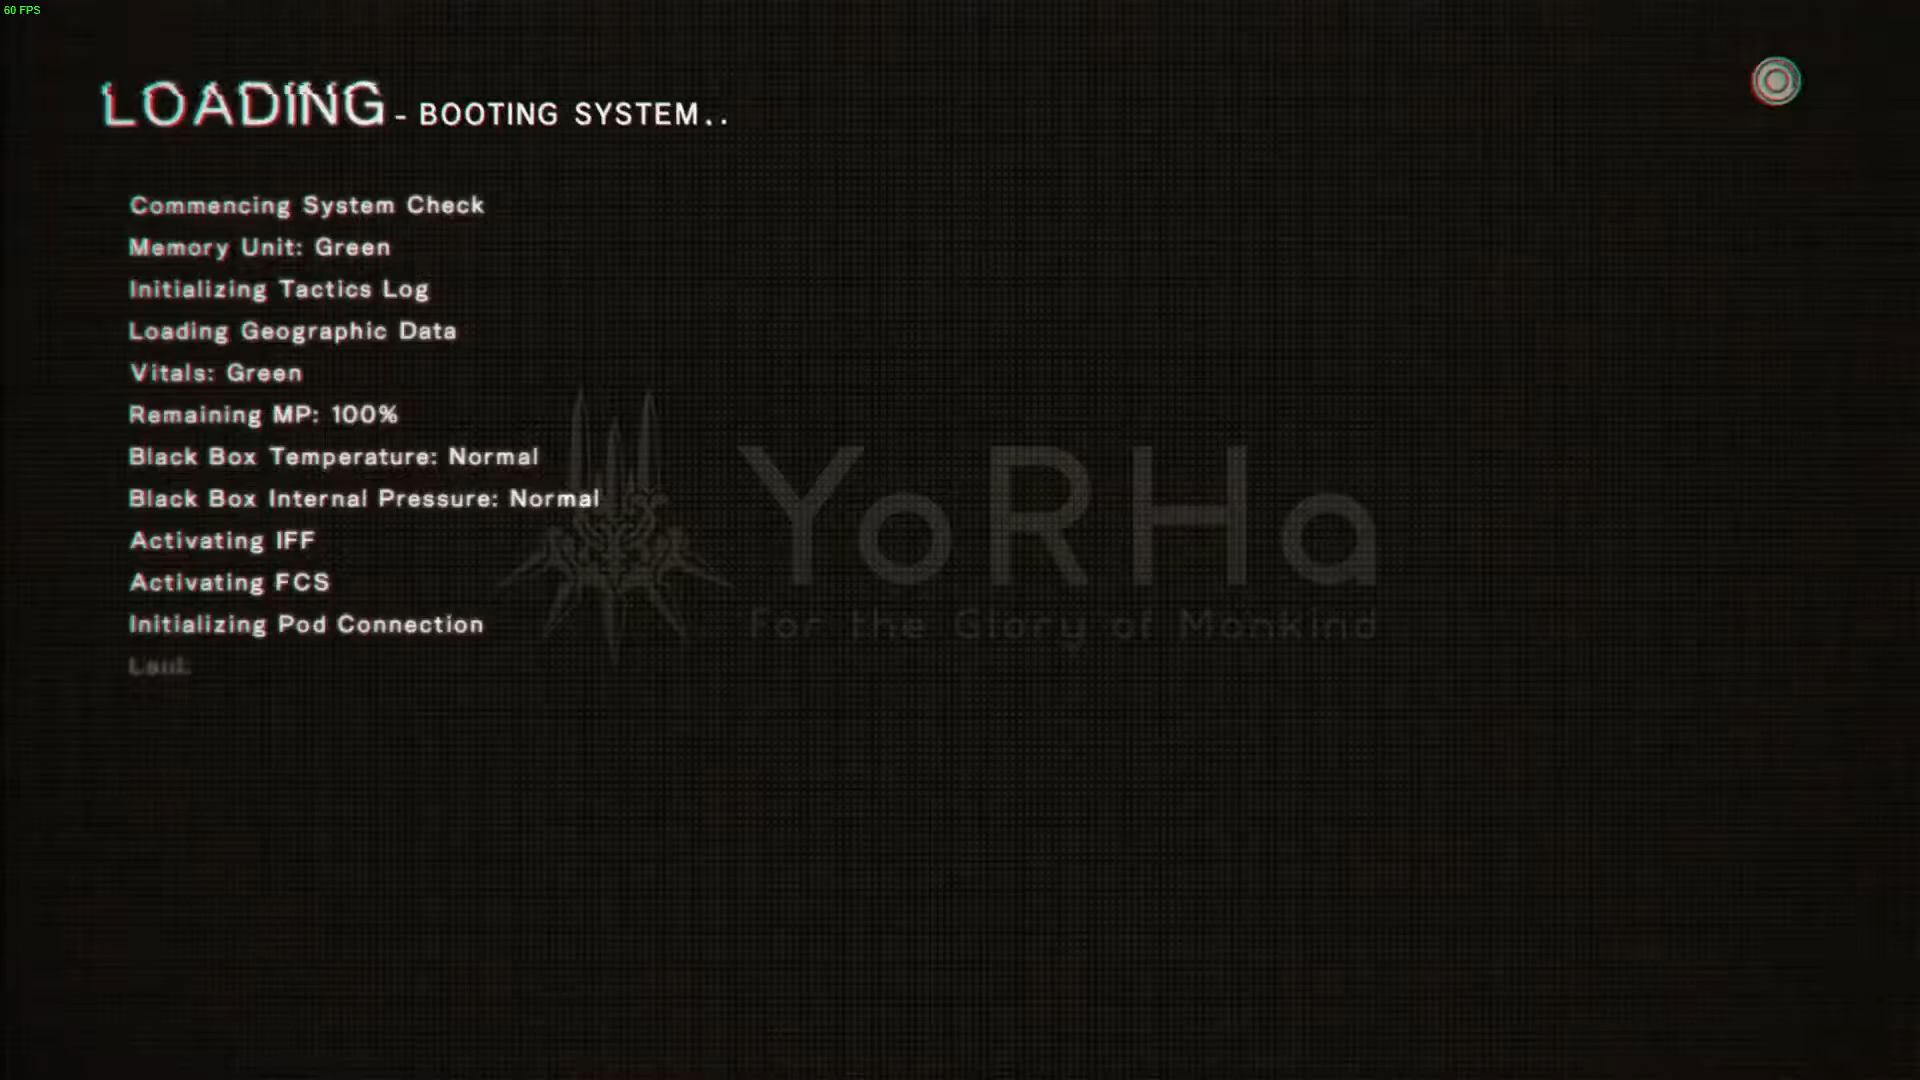 60 FPS
LOADING - BOOTING SYSTEM..
Commencing System Check
Memory Unit: Green
Initializing Tactics Log
Loading Geographic Data
Vitals: Green
Remaining MP: 100%
Black Box Temperature: Normal
Black Box Internal Pressure: Normal
Activating IFF
Activating FCS
Initializing Pod Connection
YoRHa
For the Glory of Mankind